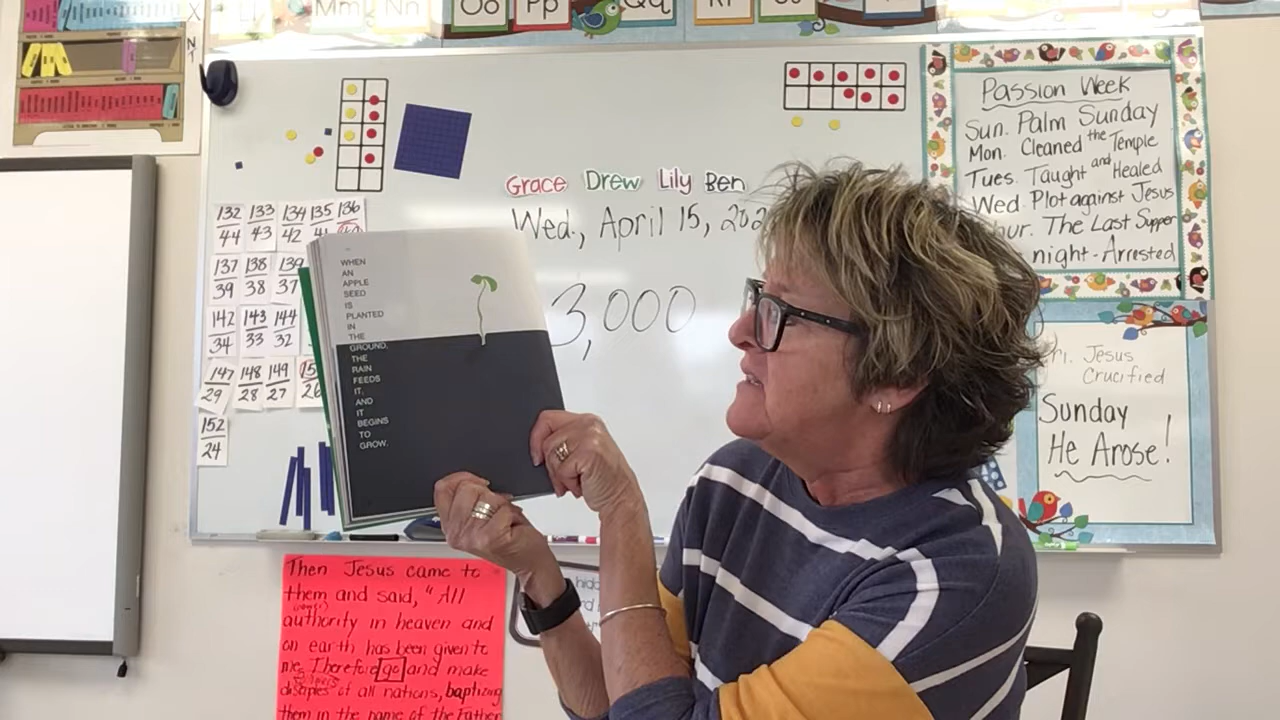 Mm Nn
Oo Pp Qq
Grace Drew Lily Ben
Wed., April 15, 202
3,000
132 133 134 135 136
44 43 42
137 138 139
39 38 37
142 143 144
34 33 32
147 148 149
29 28 27 26
152
24
WHEN
AN
APPLE
SEED
IS
PLANTED
IN
THE
GROUND,
THE
RAIN
FEEDS
IT,
AND
IT
BEGINS
TO
GROW.
Passion Week
Sun. Palm Sunday
Mon. Cleaned the Temple
Tues. Taught and Healed
Wed. Plot against Jesus
hur. The Last Supper
night - Arrested
ri. Jesus
Crucified
Sunday
He Arose!
Then Jesus came to
them and said, "All
authority in heaven and
on earth has been given to
me. Therefore go and make
disciples of all nations, baptizing
them in the name of the Father